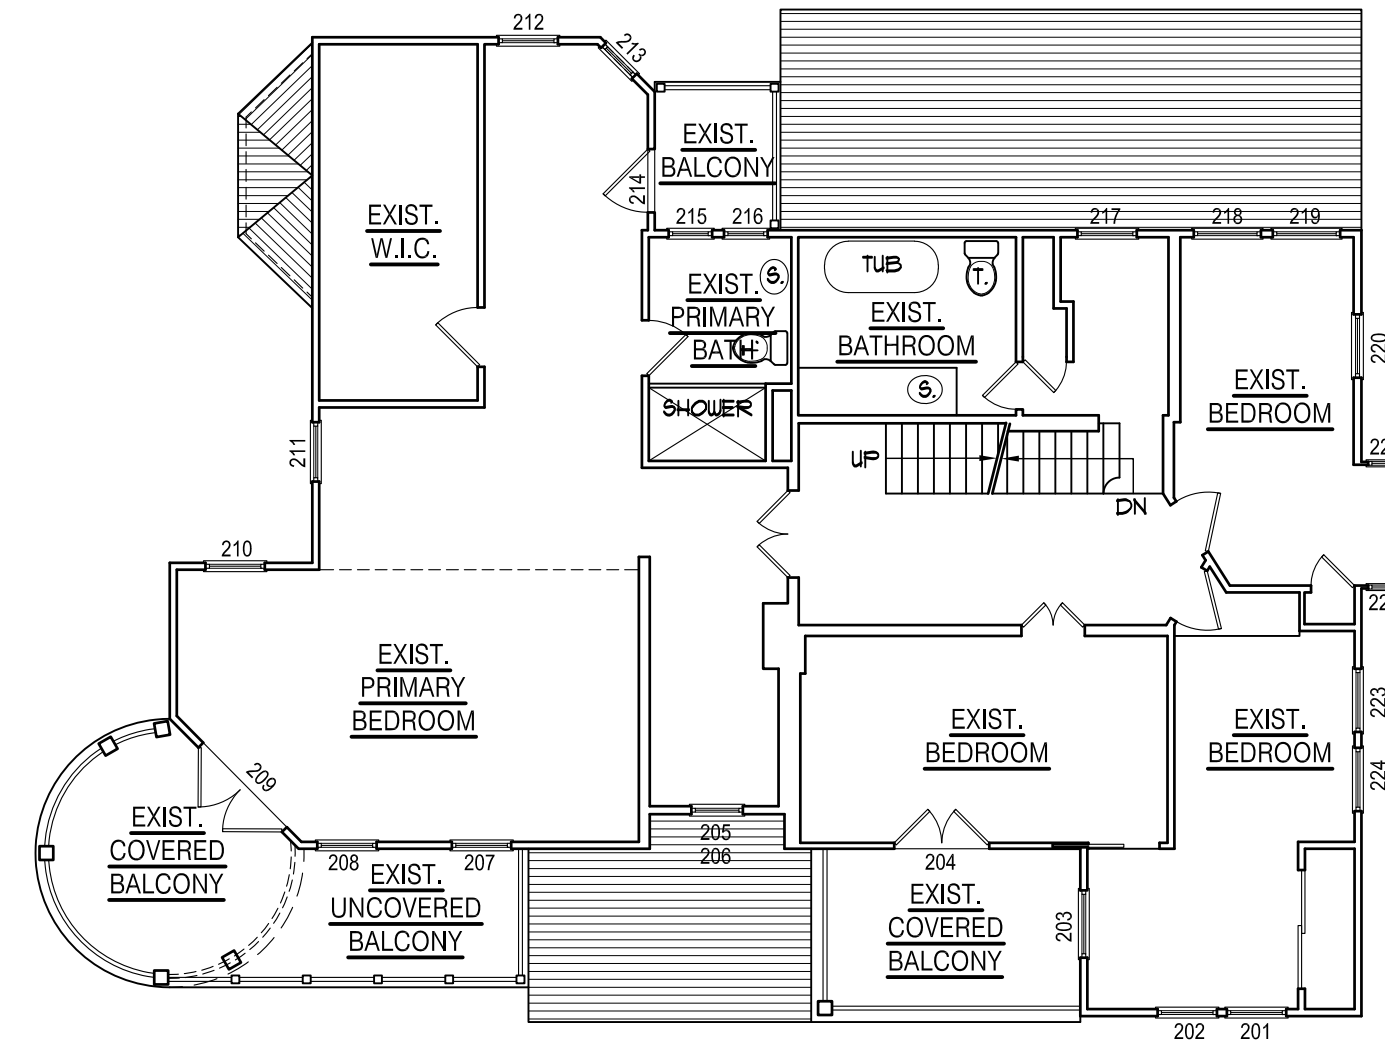 212
213
EXIST.
BALCONY
214
EXIST.
W.I.C.
215
216
217
218
219
EXIST.
PRIMARY
BATH
S.
T.
TUB
T.
EXIST.
BATHROOM
S.
SHOWER
220
EXIST.
BEDROOM
211
UP
DN
22
210
22
EXIST.
PRIMARY
BEDROOM
EXIST.
BEDROOM
EXIST.
BEDROOM
223
224
209
EXIST.
COVERED
BALCONY
208
207
EXIST.
UNCOVERED
BALCONY
205
206
204
EXIST.
COVERED
BALCONY
203
202
201